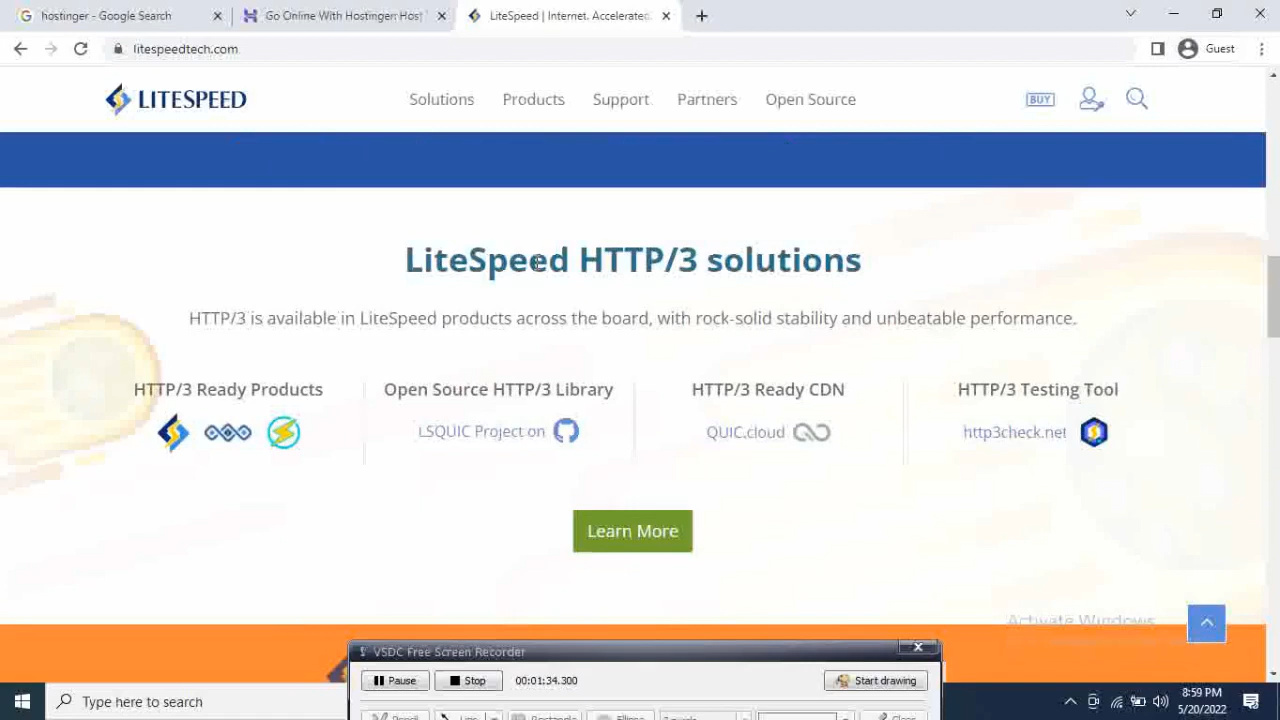 hostinger - Google Search
Go Online With Hostinger: Host
LiteSpeed | Internet. Accelerated.
litespeedtech.com
Guest
LITESPEED
Solutions
Products
Support
Partners
Open Source
BUY
LiteSpeed HTTP/3 solutions
HTTP/3 is available in LiteSpeed products across the board, with rock-solid stability and unbeatable performance.
HTTP/3 Ready Products
Open Source HTTP/3 Library
HTTP/3 Ready CDN
HTTP/3 Testing Tool
LSQUIC Project on
QUIC.cloud
http3check.net
Learn More
Activate Windows
VSDC Free Screen Recorder
Pause
Stop
00:01:34.300
Start drawing
Type here to search
8:59 PM
5/20/2022